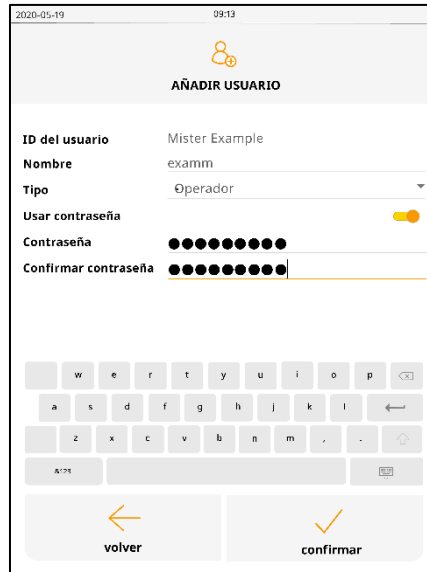 2020-05-19 09:13
AÑADIR USUARIO
ID del usuario Mister Example
Nombre examm
Tipo Operador
Usar contraseña
Contraseña ●●●●●●●●●
Confirmar contraseña ●●●●●●●●●
w e r t y u i o p
a s d f g h j k l
z x c v b n m , .
&123
volver confirmar